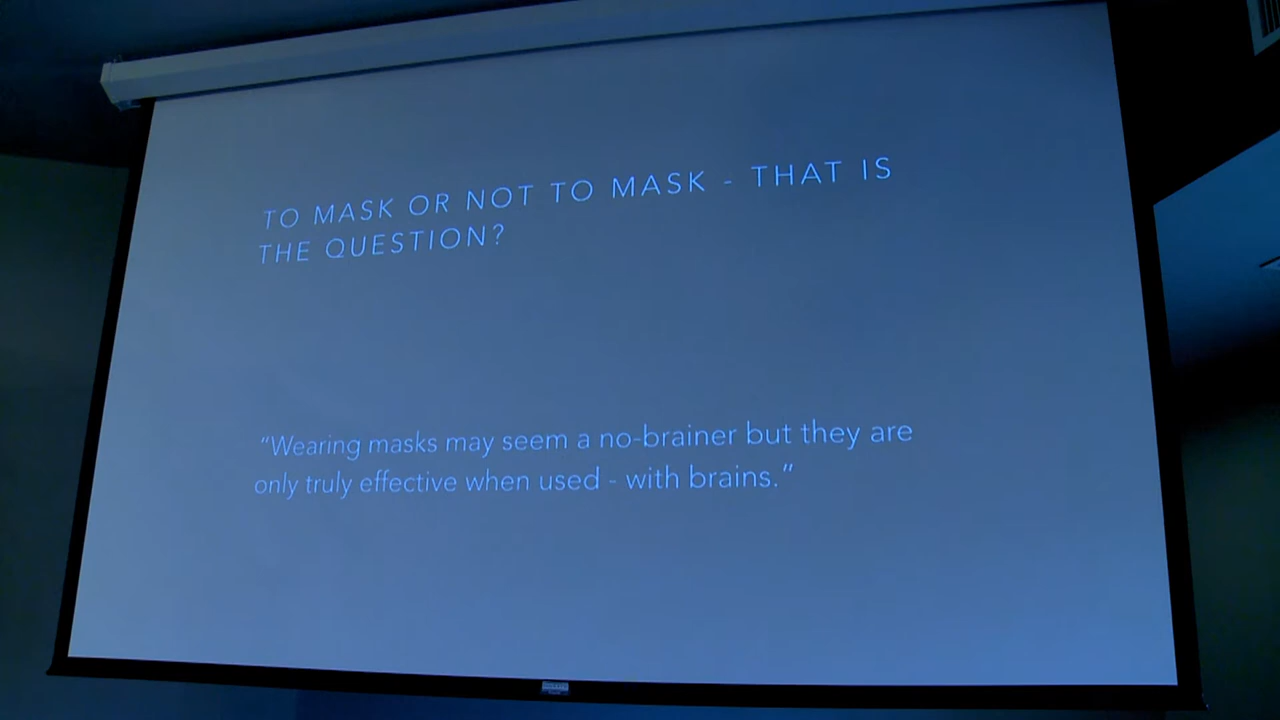 TO MASK OR NOT TO MASK - THAT IS
THE QUESTION?
“Wearing masks may seem a no-brainer but they are
only truly effective when used - with brains.”